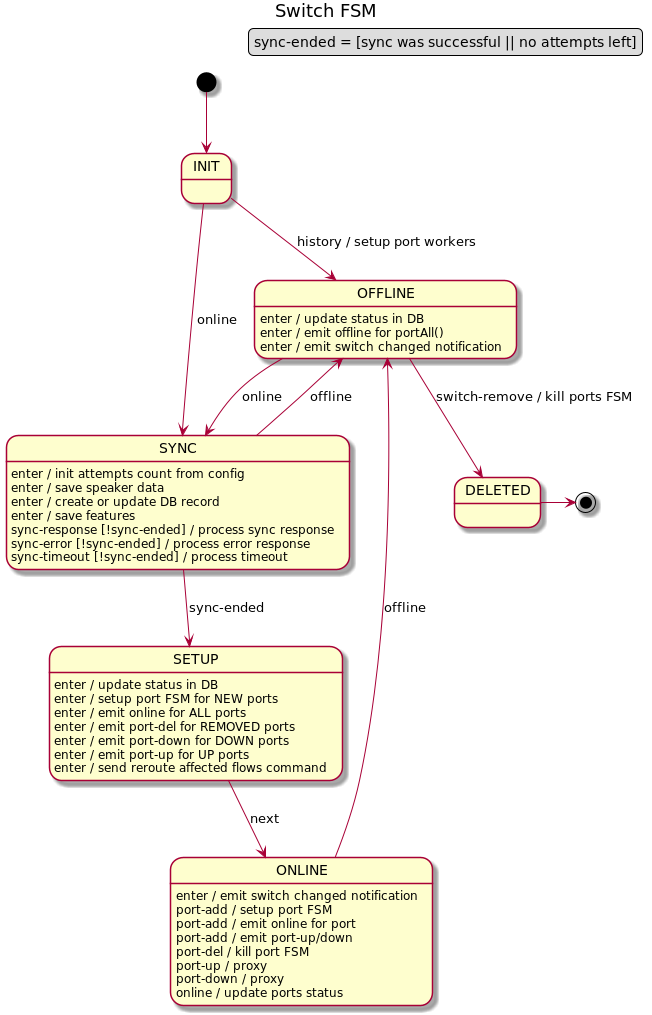 Switch FSM
sync-ended = [sync was successful || no attempts left]
INIT
history / setup port workers
OFFLINE
enter / update status in DB
enter / emit offline for portAll()
enter / emit switch changed notification
online
online
offline
switch-remove / kill ports FSM
SYNC
enter / init attempts count from config
enter / save speaker data
enter / create or update DB record
enter / save features
sync-response [!sync-ended] / process sync response
sync-error [!sync-ended] / process error response
sync-timeout [!sync-ended] / process timeout
DELETED
sync-ended
offline
SETUP
enter / update status in DB
enter / setup port FSM for NEW ports
enter / emit online for ALL ports
enter / emit port-del for REMOVED ports
enter / emit port-down for DOWN ports
enter / emit port-up for UP ports
enter / send reroute affected flows command
next
ONLINE
enter / emit switch changed notification
port-add / setup port FSM
port-add / emit online for port
port-add / emit port-up/down
port-del / kill port FSM
port-up / proxy
port-down / proxy
online / update ports status